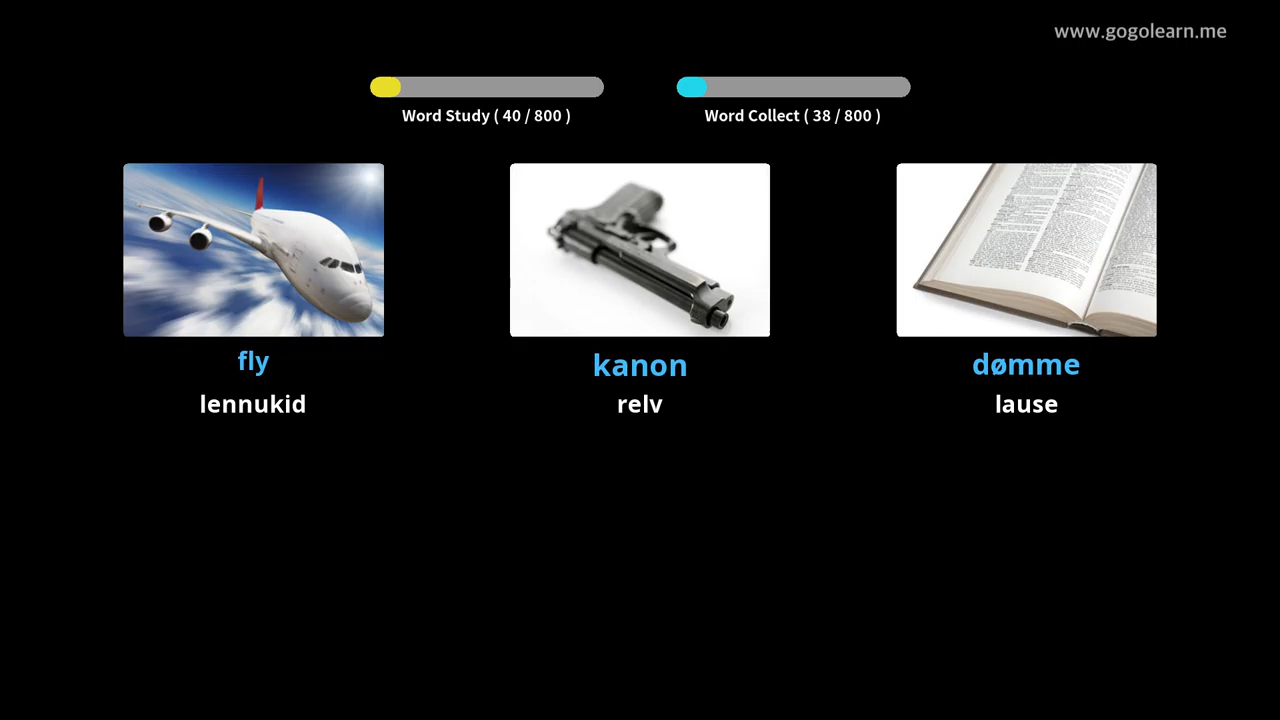 www.gogolearn.me
Word Study ( 40 / 800 )
Word Collect ( 38 / 800 )
fly
lennukid
kanon
relv
dømme
lause